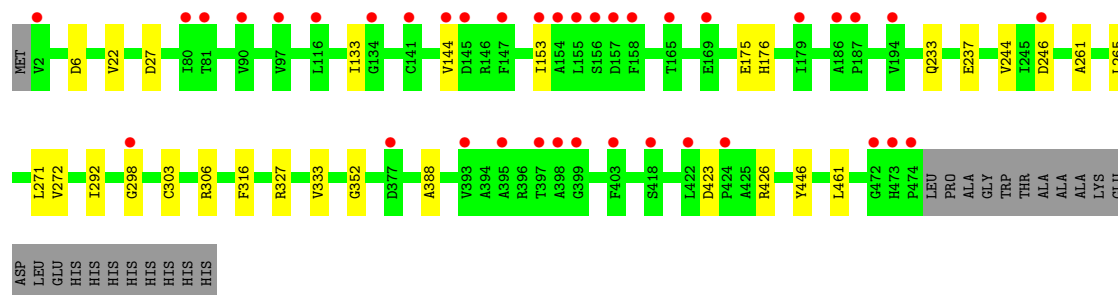 MET V2 D6 V22 D27 I80 T81 V90 V97 L116 I133 G134 C141 V144 D145 R146 F147 I153 A154 L155 S156 D157 F158 T165 E169 E175 H176 I179 A186 P187 V194 Q233 E237 V244 I245 D246 A261 L265
L271 V272 I292 G298 C303 R306 F316 R327 V333 G352 D377 A388 V393 A394 A395 R396 T397 A398 G399 F403 S418 L422 D423 P424 A425 R426 Y446 L461 G472 H473 P474 LEU PRO ALA GLY TRP THR ALA ALA ALA LYS GLU
ASP LEU GLU HIS HIS HIS HIS HIS HIS HIS HIS